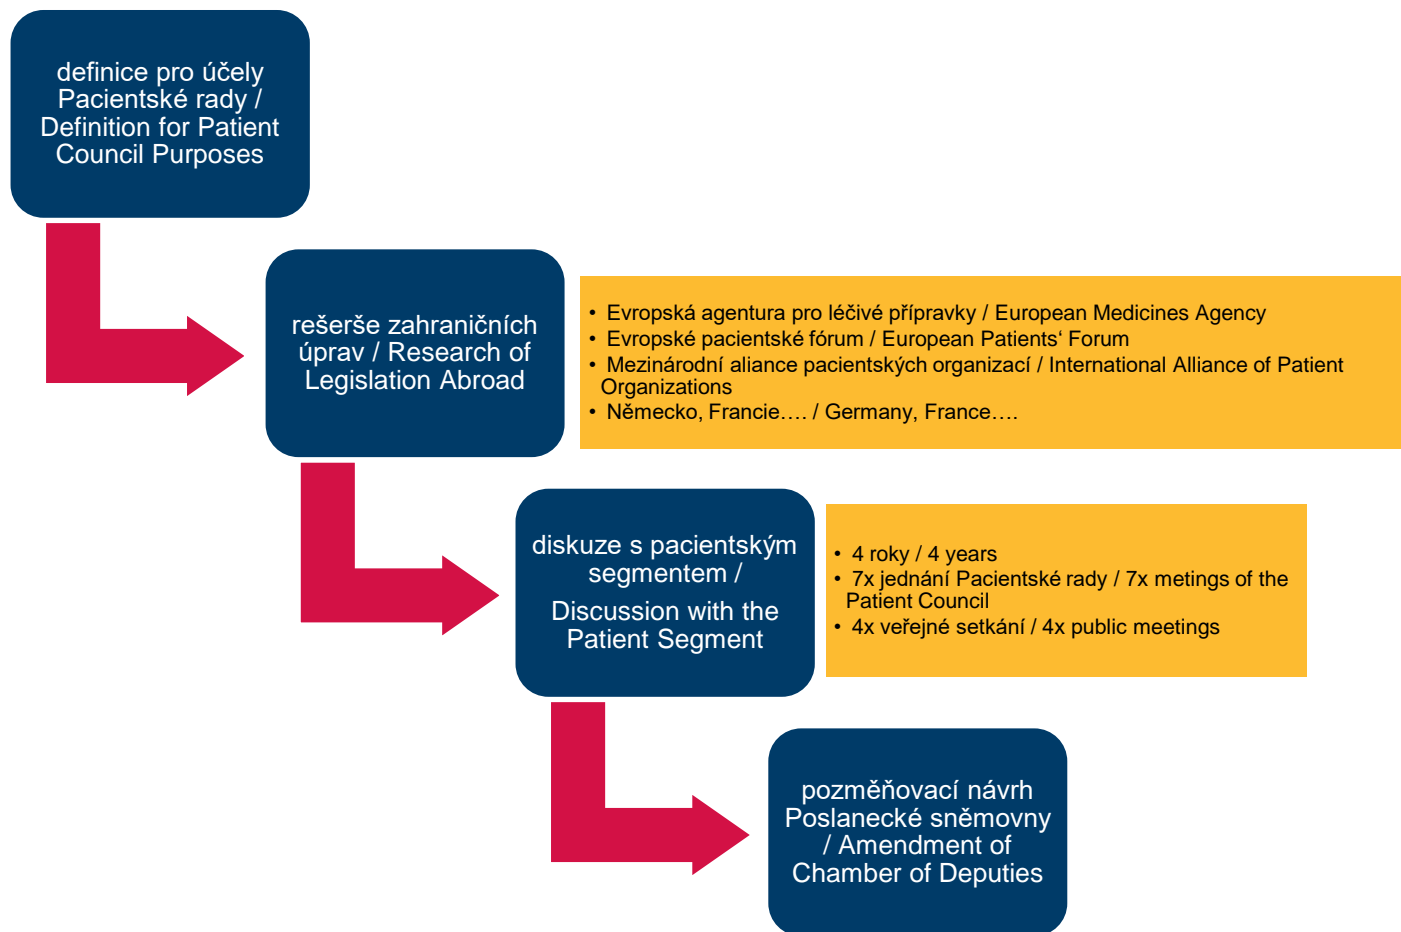 definice pro účely
Pacientské rady /
Definition for Patient
Council Purposes
rešerše zahraničních
úprav / Research of
Legislation Abroad
• Evropská agentura pro léčivé přípravky / European Medicines Agency
• Evropské pacientské fórum / European Patients‘ Forum
• Mezinárodní aliance pacientských organizací / International Alliance of Patient
Organizations
• Německo, Francie…. / Germany, France….
diskuze s pacientským
segmentem /
Discussion with the
Patient Segment
• 4 roky / 4 years
• 7x jednání Pacientské rady / 7x metings of the
Patient Council
• 4x veřejné setkání / 4x public meetings
pozměňovací návrh
Poslanecké sněmovny
/ Amendment of
Chamber of Deputies